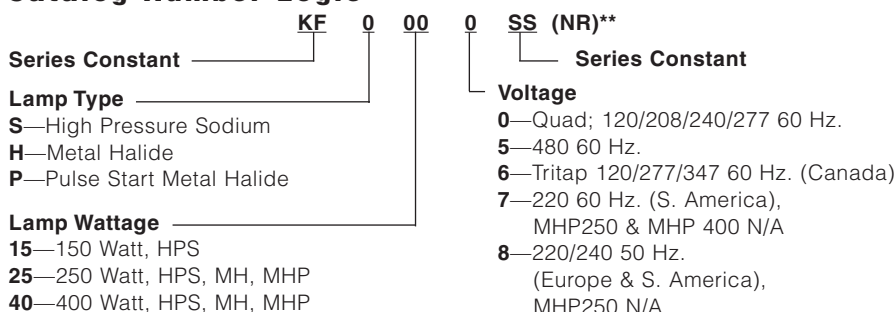 KF 0 00 0 SS (NR)**
Series Constant
Series Constant
Lamp Type
S—High Pressure Sodium
H—Metal Halide
P—Pulse Start Metal Halide
Lamp Wattage
15—150 Watt, HPS
25—250 Watt, HPS, MH, MHP
40—400 Watt, HPS, MH, MHP
Voltage
0—Quad; 120/208/240/277 60 Hz.
5—480 60 Hz.
6—Tritap 120/277/347 60 Hz. (Canada)
7—220 60 Hz. (S. America),
MHP250 & MHP 400 N/A
8—220/240 50 Hz.
(Europe & S. America),
MHP250 N/A